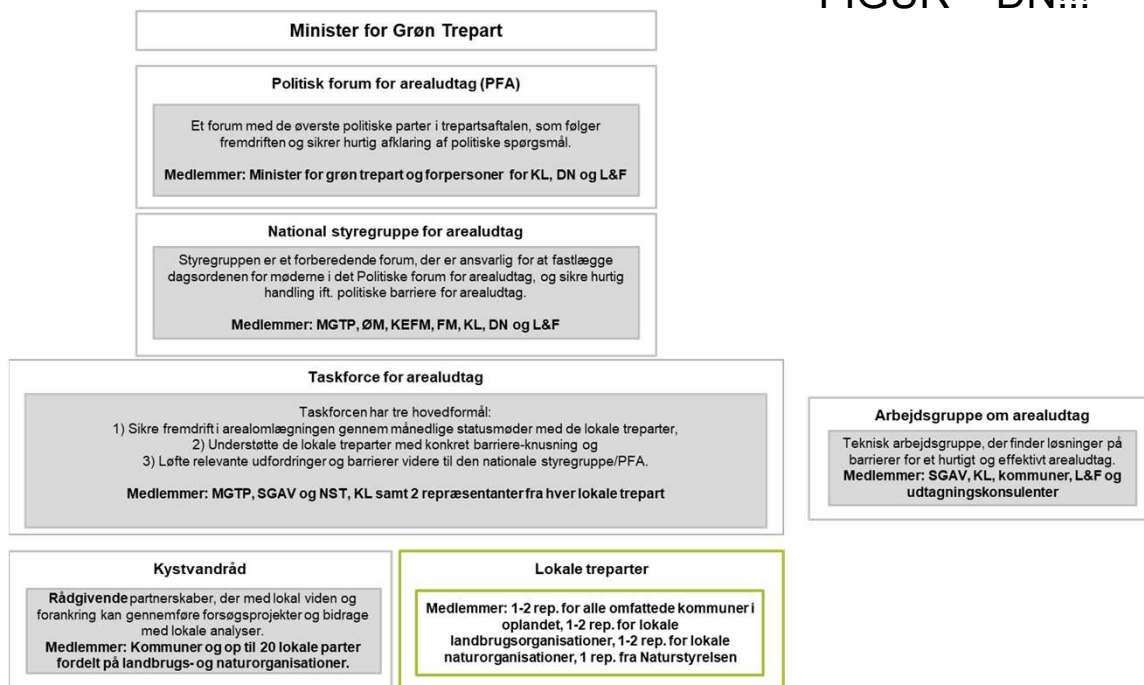 FIGUR – DN!!!
Minister for Grøn Trepart
Politisk forum for arealudtag (PFA)
Et forum med de øverste politiske parter i trepartsaftalen, som følger
fremdriften og sikrer hurtig afklaring af politiske spørgsmål.
Medlemmer: Minister for grøn trepart og forpersoner for KL, DN og L&F
National styregruppe for arealudtag
Styregruppen er et forberedende forum, der er ansvarlig for at fastlægge
dagsordenen for møderne i det Politiske forum for arealudtag, og sikre hurtig
handling ift. politiske barriere for arealudtag.
Medlemmer: MGTP, ØM, KEFM, FM, KL, DN og L&F
Taskforce for arealudtag
Taskforcen har tre hovedformål:
1) Sikre fremdrift i arealomlægningen gennem månedlige statusmøder med de lokale treparter,
2) Understøtte de lokale treparter med konkret barriere-knusning og
3) Løfte relevante udfordringer og barrierer videre til den nationale styregruppe/PFA.
Medlemmer: MGTP, SGAV og NST, KL samt 2 repræsentanter fra hver lokale trepart
Arbejdsgruppe om arealudtag
Teknisk arbejdsgruppe, der finder løsninger på
barrierer for et hurtigt og effektivt arealudtag.
Medlemmer: SGAV, KL, kommuner, L&F og
udtagningskonsulenter
Kystvandråd
Rådgivende partnerskaber, der med lokal viden og
forankring kan gennemføre forsøgsprojekter og bidrage
med lokale analyser.
Medlemmer: Kommuner og op til 20 lokale parter
fordelt på landbrugs- og naturorganisationer.
Lokale treparter
Medlemmer: 1-2 rep. for alle omfattede kommuner i
oplandet, 1-2 rep. for lokale
landbrugsorganisationer, 1-2 rep. for lokale
naturorganisationer, 1 rep. fra Naturstyrelsen